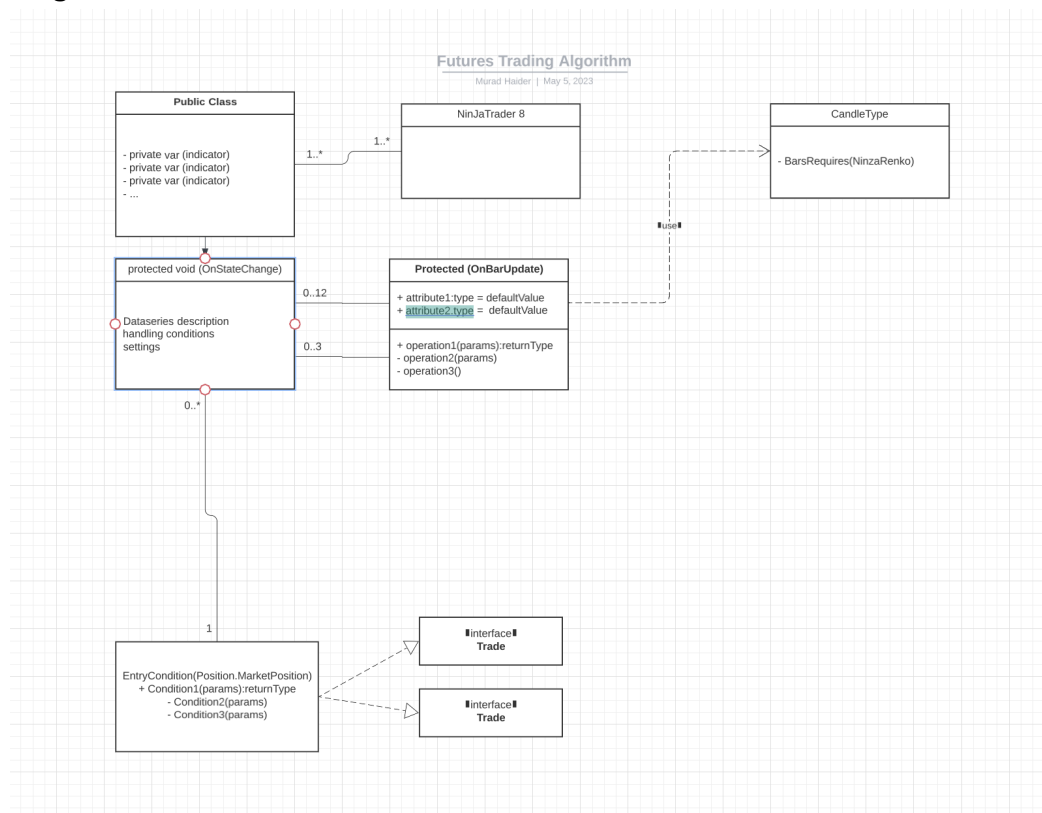 Futures Trading Algorithm
Murad Haider | May 5, 2023
Public Class
- private var (indicator)
- private var (indicator)
- private var (indicator)
- ...
1..*
1..*
NinJaTrader 8
CandleType
- BarsRequires(NinzaRenko)
use
protected void (OnStateChange)
Dataseries description
handling conditions
settings
0..12
0..3
Protected (OnBarUpdate)
+ attribute1:type = defaultValue
+ attribute2.type = defaultValue
+ operation1(params):returnType
- operation2(params)
- operation3()
0..*
1
EntryCondition(Position.MarketPosition)
+ Condition1(params):returnType
- Condition2(params)
- Condition3(params)
interface
Trade
interface
Trade